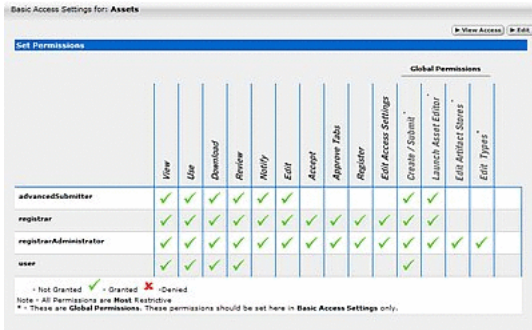 Basic Access Settings for: Assets
View Access Edit
Set Permissions
Global Permissions
View Use Download Review Notify Edit Accept Approve Tabs Register Edit Access Settings Create / Submit * Launch Asset Editor * Edit Artifact Stores * Edit Types *
advancedSubmitter
registrar
registrarAdministrator
user
- Not Granted - Granted -Denied
Note - All Permissions are Most Restrictive
* - These are Global Permissions. These permissions should be set here in Basic Access Settings only.